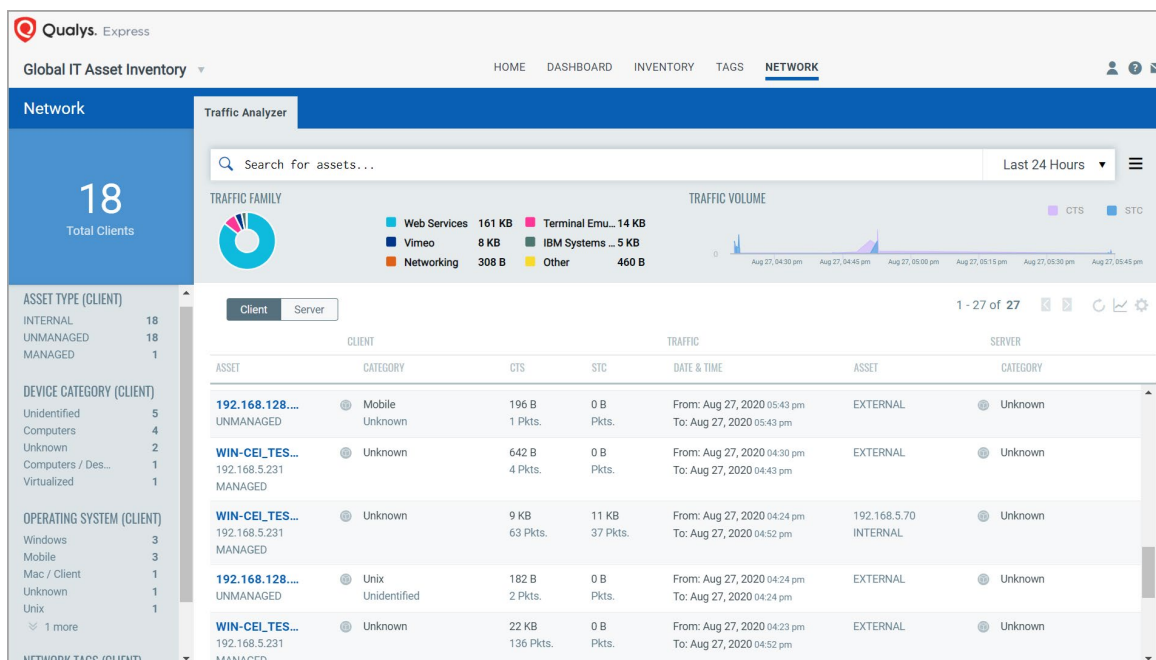 Qualys. Express
Global IT Asset Inventory
HOME DASHBOARD INVENTORY TAGS NETWORK
Network
Traffic Analyzer
18
Total Clients
Search for assets...
Last 24 Hours
TRAFFIC FAMILY
Web Services 161 KB
Terminal Emu... 14 KB
Vimeo 8 KB
IBM Systems ... 5 KB
Networking 308 B
Other 460 B
TRAFFIC VOLUME
CTS STC
0
Aug 27, 04:30 pm Aug 27, 04:45 pm Aug 27, 05:00 pm Aug 27, 05:15 pm Aug 27, 05:30 pm Aug 27, 05:45 pm
ASSET TYPE (CLIENT)
INTERNAL 18
UNMANAGED 18
MANAGED 1
DEVICE CATEGORY (CLIENT)
Unidentified 5
Computers 4
Unknown 2
Computers / Des... 1
Virtualized 1
OPERATING SYSTEM (CLIENT)
Windows 3
Mobile 3
Mac / Client 1
Unknown 1
Unix 1
1 more
NETWORK TAGS (CLIENT)
Client Server
1 - 27 of 27
CLIENT TRAFFIC SERVER
ASSET CATEGORY CTS STC DATE & TIME ASSET CATEGORY
192.168.128.... Mobile 196 B 0 B From: Aug 27, 2020 05:43 pm EXTERNAL Unknown
UNMANAGED Unknown 1 Pkts. Pkts. To: Aug 27, 2020 05:43 pm
WIN-CEI_TES... Unknown 642 B 0 B From: Aug 27, 2020 04:30 pm EXTERNAL Unknown
192.168.5.231 4 Pkts. Pkts. To: Aug 27, 2020 04:43 pm
MANAGED
WIN-CEI_TES... Unknown 9 KB 11 KB From: Aug 27, 2020 04:24 pm 192.168.5.70 Unknown
192.168.5.231 63 Pkts. 37 Pkts. To: Aug 27, 2020 04:52 pm INTERNAL
MANAGED
192.168.128.... Unix 182 B 0 B From: Aug 27, 2020 04:24 pm EXTERNAL Unknown
UNMANAGED Unidentified 2 Pkts. Pkts. To: Aug 27, 2020 04:24 pm
WIN-CEI_TES... Unknown 22 KB 0 B From: Aug 27, 2020 04:23 pm EXTERNAL Unknown
192.168.5.231 136 Pkts. Pkts. To: Aug 27, 2020 04:52 pm
MANAGED